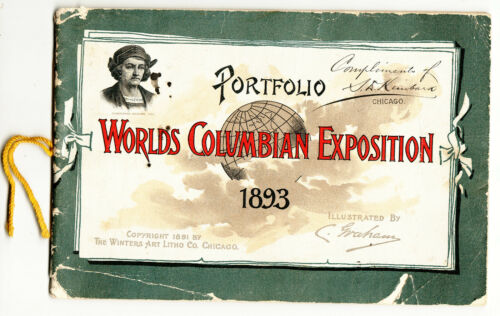 PORTFOLIO
Compliments of
CHICAGO.
WORLD'S COLUMBIAN EXPOSITION
1893
ILLUSTRATED BY
C. Graham
COPYRIGHT 1891 BY
THE WINTERS ART LITHO CO. CHICAGO.